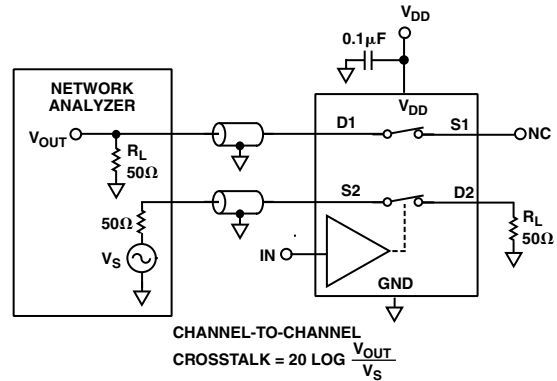 V_DD
0.1µF
NETWORK
ANALYZER
V_DD
V_OUT
D1
S1
NC
R_L
50Ω
S2
D2
50Ω
R_L
50Ω
V_S
IN
GND
CHANNEL-TO-CHANNEL
CROSSTALK = 20 LOG V_OUT/V_S